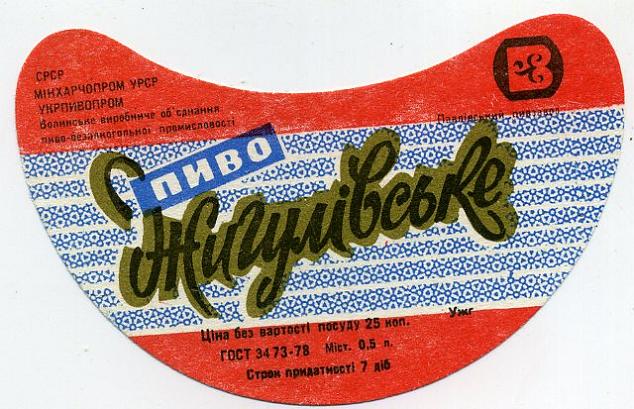 СРСР
МІНХАРЧОПРОМ УРСР
УКРПИВОПРОМ
Волинське виробниче об'єднання
пиво-безалкогольної промисловості
Павлівський пивзавод
ПИВО
Жигулівське
Ужг
Ціна без вартості посуду 25 коп.
ГОСТ 3473-78 Міст. 0,5 л.
Строк придатності 7 діб